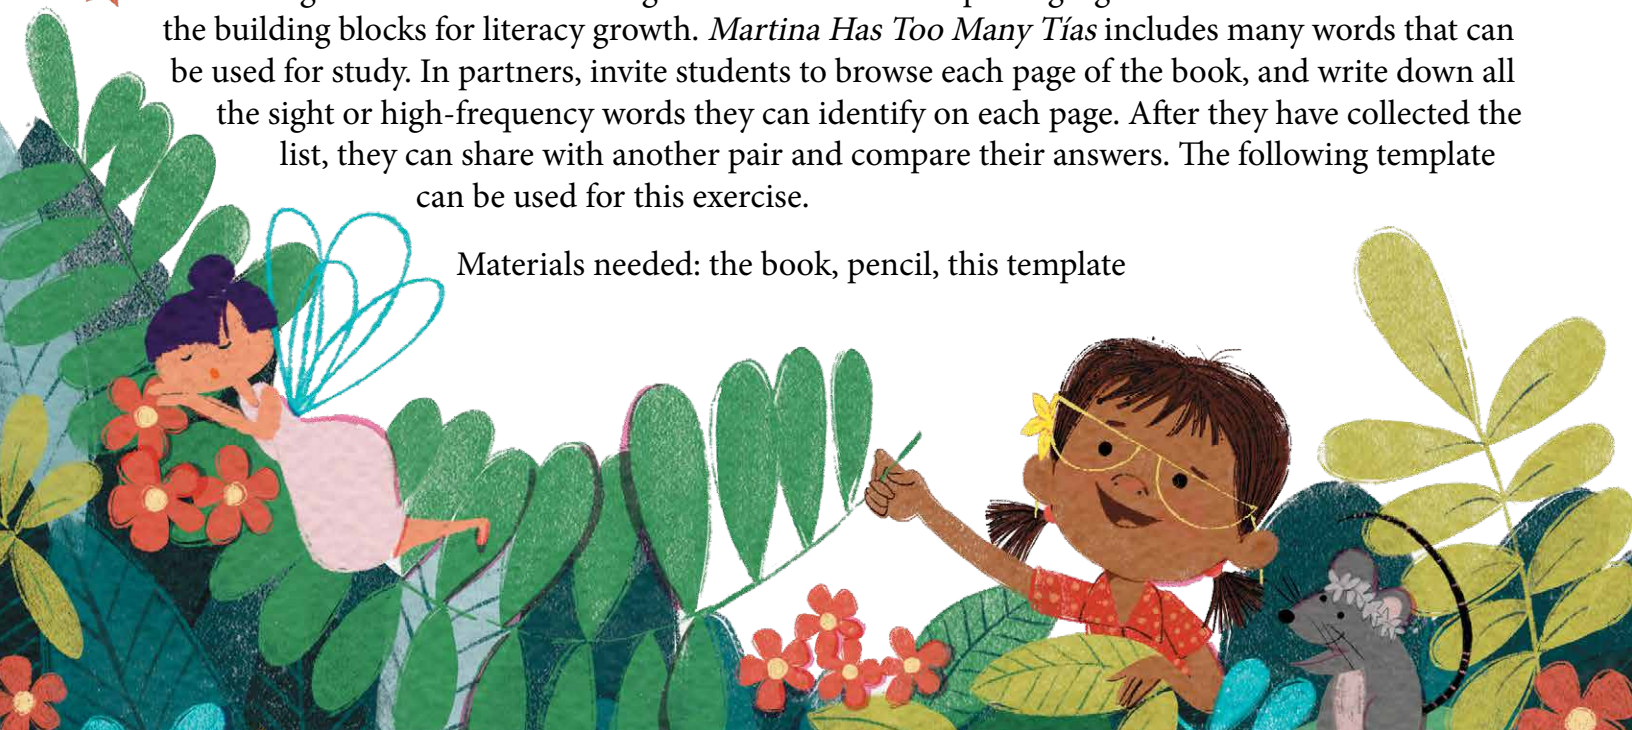 the building blocks for literacy growth. Martina Has Too Many Tías includes many words that can
be used for study. In partners, invite students to browse each page of the book, and write down all
the sight or high-frequency words they can identify on each page. After they have collected the
list, they can share with another pair and compare their answers. The following template
can be used for this exercise.
Materials needed: the book, pencil, this template